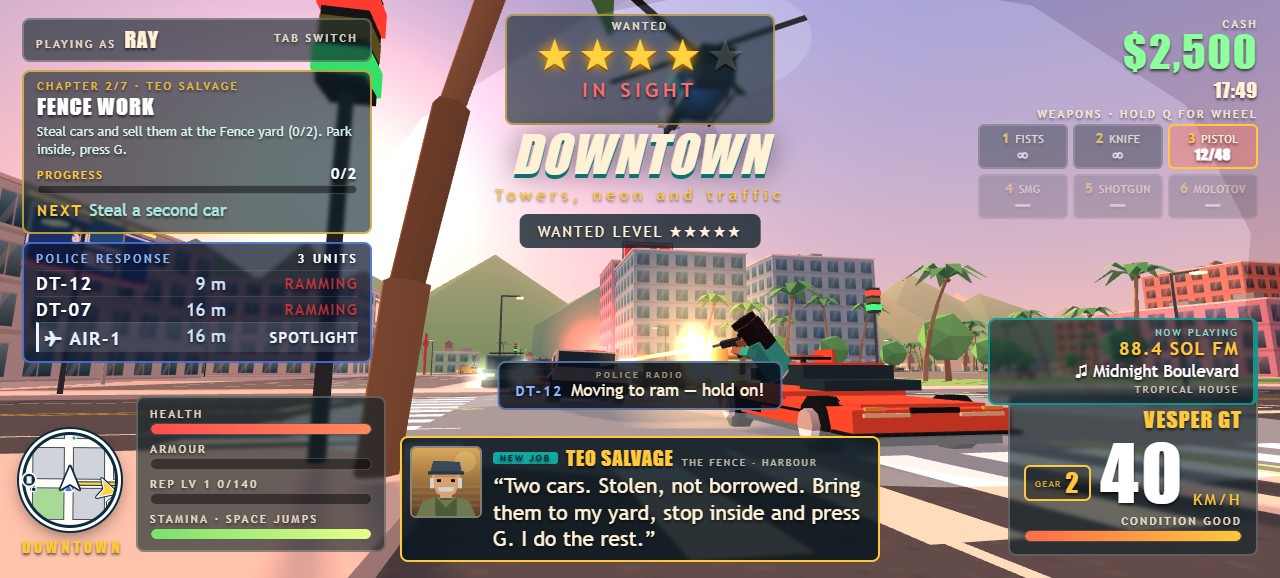 PLAYING AS RAY TAB SWITCH
CHAPTER 2/7 · TEO SALVAGE
FENCE WORK
Steal cars and sell them at the Fence yard (0/2). Park
inside, press G.
PROGRESS 0/2
NEXT Steal a second car
POLICE RESPONSE 3 UNITS
DT-12 9 m RAMMING
DT-07 16 m RAMMING
AIR-1 16 m SPOTLIGHT
HEALTH
ARMOUR
REP LV 1 0/140
STAMINA · SPACE JUMPS
DOWNTOWN
WANTED
★★★★★
IN SIGHT
DOWNTOWN
Towers, neon and traffic
WANTED LEVEL ★★★★★
POLICE RADIO
DT-12 Moving to ram — hold on!
NEW JOB TEO SALVAGE THE FENCE · HARBOUR
“Two cars. Stolen, not borrowed. Bring
them to my yard, stop inside and press
G. I do the rest.”
CASH
$2,500
17:49
WEAPONS · HOLD Q FOR WHEEL
1 FISTS 2 KNIFE 3 PISTOL
∞ ∞ 12/48
4 SMG 5 SHOTGUN 6 MOLOTOV
— — —
NOW PLAYING
88.4 SOL FM
♫ Midnight Boulevard
TROPICAL HOUSE
VESPER GT
GEAR 2 40 KM/H
CONDITION GOOD